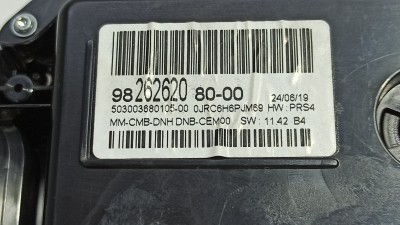 98 262620 80-00 24/06/19
503003680105-00 0JRC6H6PJM69 HW : PRS4
MM-CMB-DNH DNB-CEM00 SW : 11.42 B4